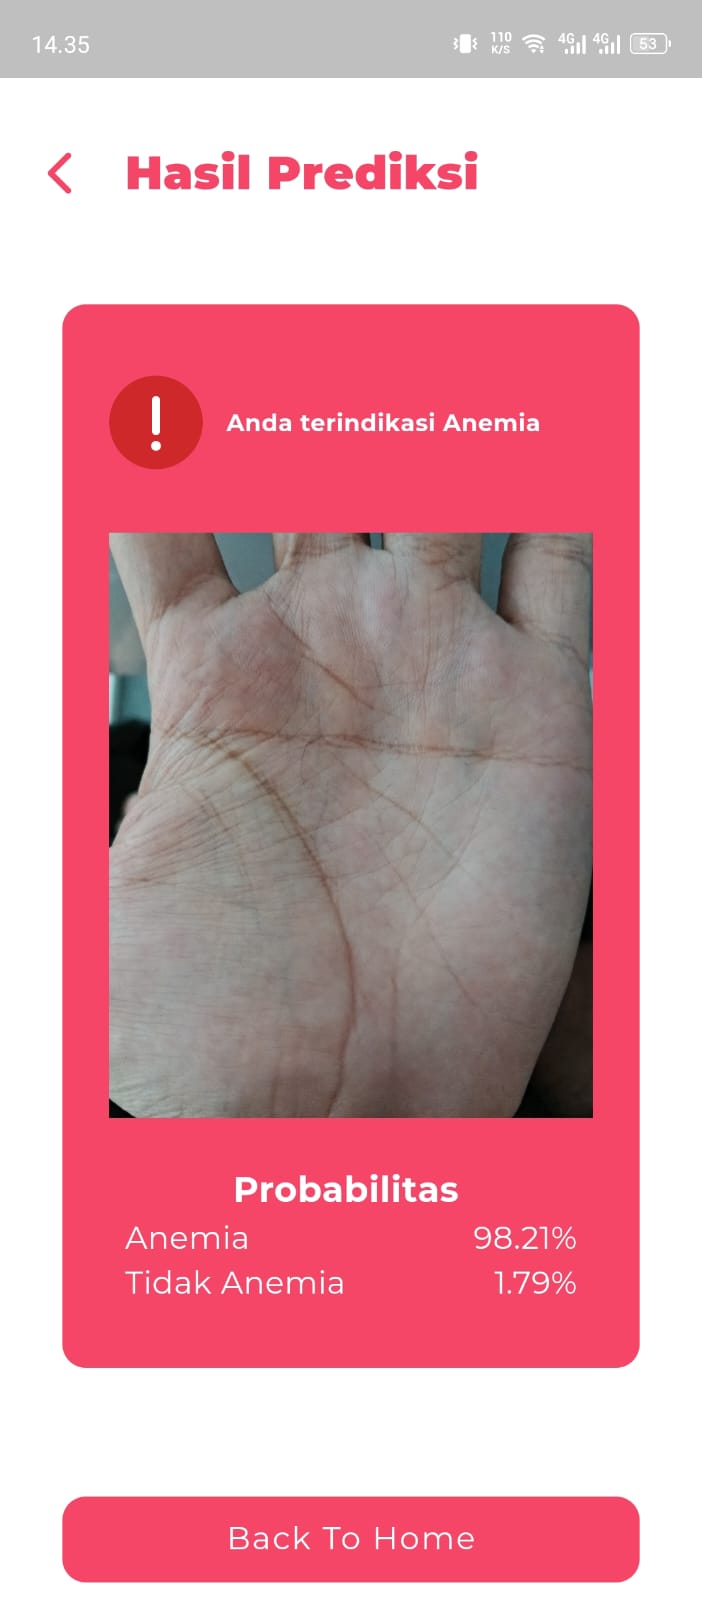 14.35
110
K/S
4G
4G
53
Hasil Prediksi
Anda terindikasi Anemia
Probabilitas
Anemia 98.21%
Tidak Anemia 1.79%
Back To Home